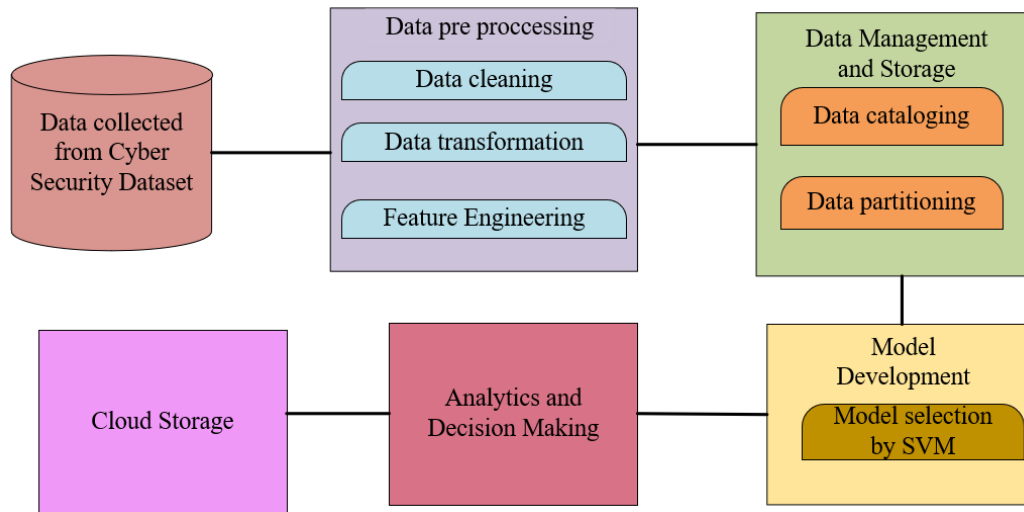 Data collected
from Cyber
Security Dataset
Data pre proccessing
Data cleaning
Data transformation
Feature Engineering
Data Management
and Storage
Data cataloging
Data partitioning
Model
Development
Model selection
by SVM
Analytics and
Decision Making
Cloud Storage